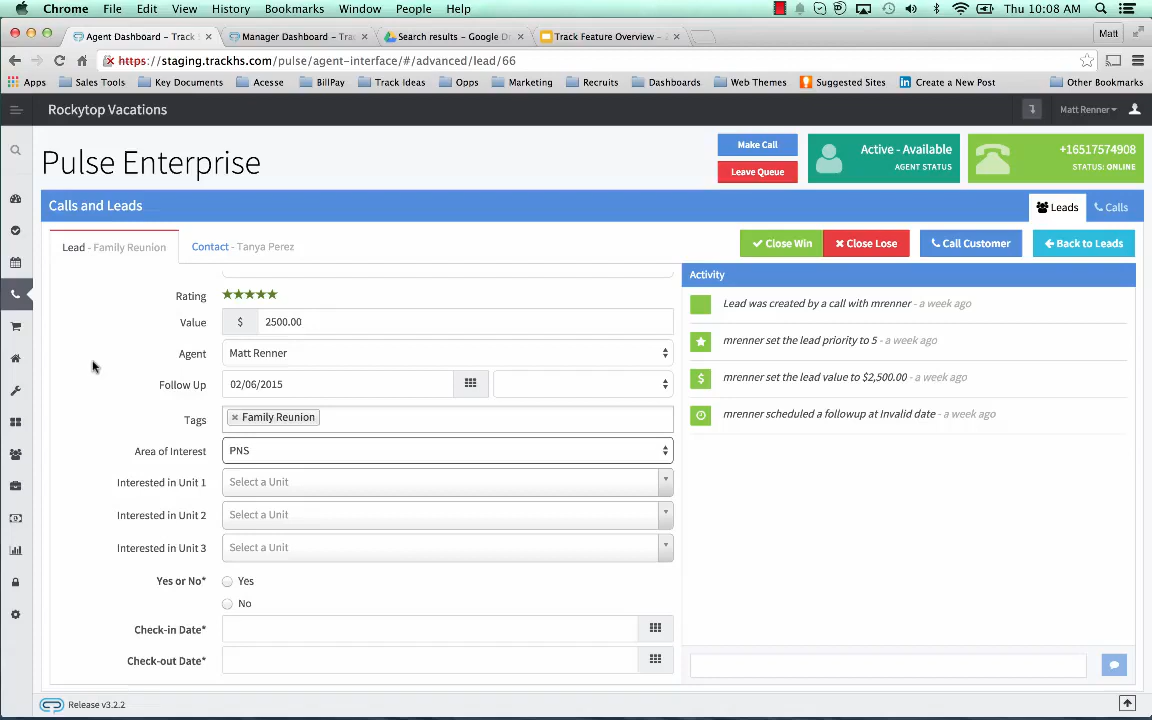 Chrome File Edit View History Bookmarks Window People Help Thu 10:08 AM
Agent Dashboard - Track S
Manager Dashboard - Tra
Search results - Google D
Track Feature Overview -
Matt
https://staging.trackhs.com/pulse/agent-interface/#/advanced/lead/66
Apps Sales Tools Key Documents Acesse BillPay Track Ideas Opps Marketing Recruits Dashboards Web Themes Suggested Sites Create a New Post Other Bookmarks
Rockytop Vacations
Matt Renner
Pulse Enterprise
Make Call
Leave Queue
Active - Available
AGENT STATUS
+16517574908
STATUS: ONLINE
Calls and Leads
Leads
Calls
Lead - Family Reunion
Contact - Tanya Perez
Close Win
Close Lose
Call Customer
Back to Leads
Rating
Value $ 2500.00
Agent Matt Renner
Follow Up 02/06/2015
Tags × Family Reunion
Area of Interest PNS
Interested in Unit 1 Select a Unit
Interested in Unit 2 Select a Unit
Interested in Unit 3 Select a Unit
Yes or No* Yes
No
Check-in Date*
Check-out Date*
Activity
Lead was created by a call with mrenner - a week ago
mrenner set the lead priority to 5 - a week ago
$ mrenner set the lead value to $2,500.00 - a week ago
mrenner scheduled a followup at Invalid date - a week ago
Release v3.2.2